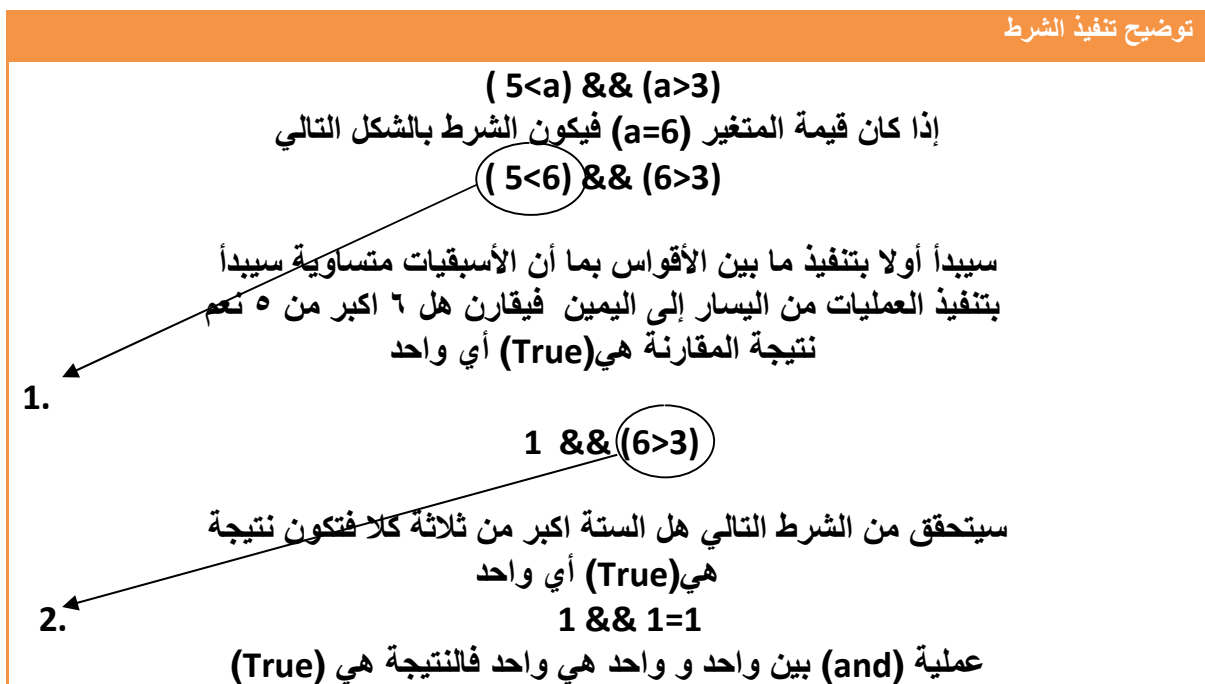 توضيح تنفيذ الشرط
( 5<a) && (a>3)
إذا كان قيمة المتغير (a=6) فيكون الشرط بالشكل التالي
( 5<6) && (6>3)
سيبدأ أولا بتنفيذ ما بين الأقواس بما أن الأسبقيات متساوية سيبدأ
بتنفيذ العمليات من اليسار إلى اليمين فيقارن هل ٦ اكبر من ٥ نعم
نتيجة المقارنة هي(True) أي واحد
1.
1 && (6>3)
سيتحقق من الشرط التالي هل الستة اكبر من ثلاثة كلا فتكون نتيجة
هي(True) أي واحد
2.
1 && 1=1
عملية (and) بين واحد و واحد هي واحد فالنتيجة هي (True)